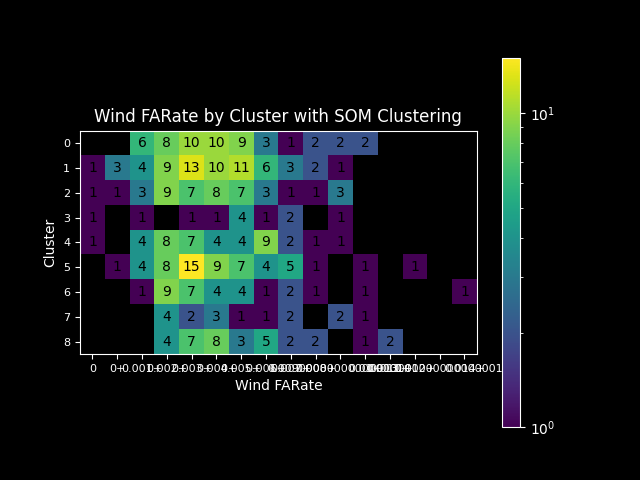 Wind FARate by Cluster with SOM Clustering
10¹
0 6 8 10 10 9 3 1 2 2 2
1 1 3 4 9 13 10 11 6 3 2 1
2 1 1 3 9 7 8 7 3 1 1 3
3 1 1 1 1 4 1 2 1
4 1 4 8 7 4 4 9 2 1 1
5 1 4 8 15 9 7 4 5 1 1 1
6 1 9 7 4 4 1 2 1 1 1
7 4 2 3 1 1 2 2 1
8 4 7 8 3 5 2 2 1 2
Cluster
0 0+
Wind FARate
10⁰